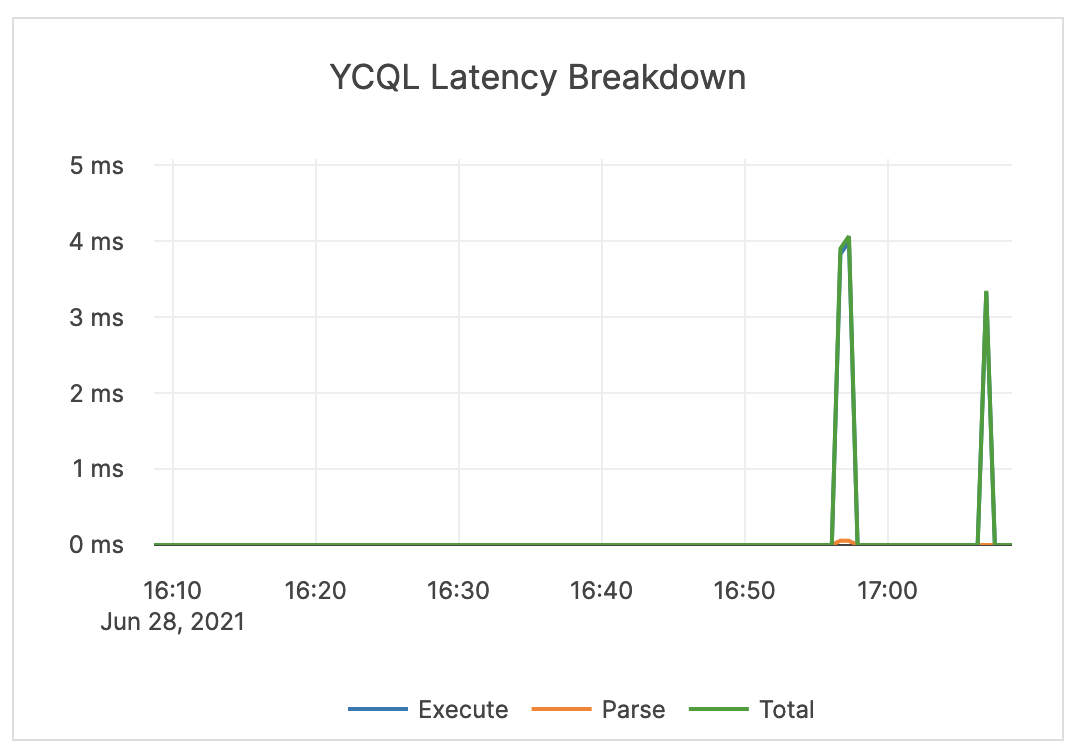 YCQL Latency Breakdown
5 ms
4 ms
3 ms
2 ms
1 ms
0 ms
16:10 16:20 16:30 16:40 16:50 17:00
Jun 28, 2021
Execute Parse Total